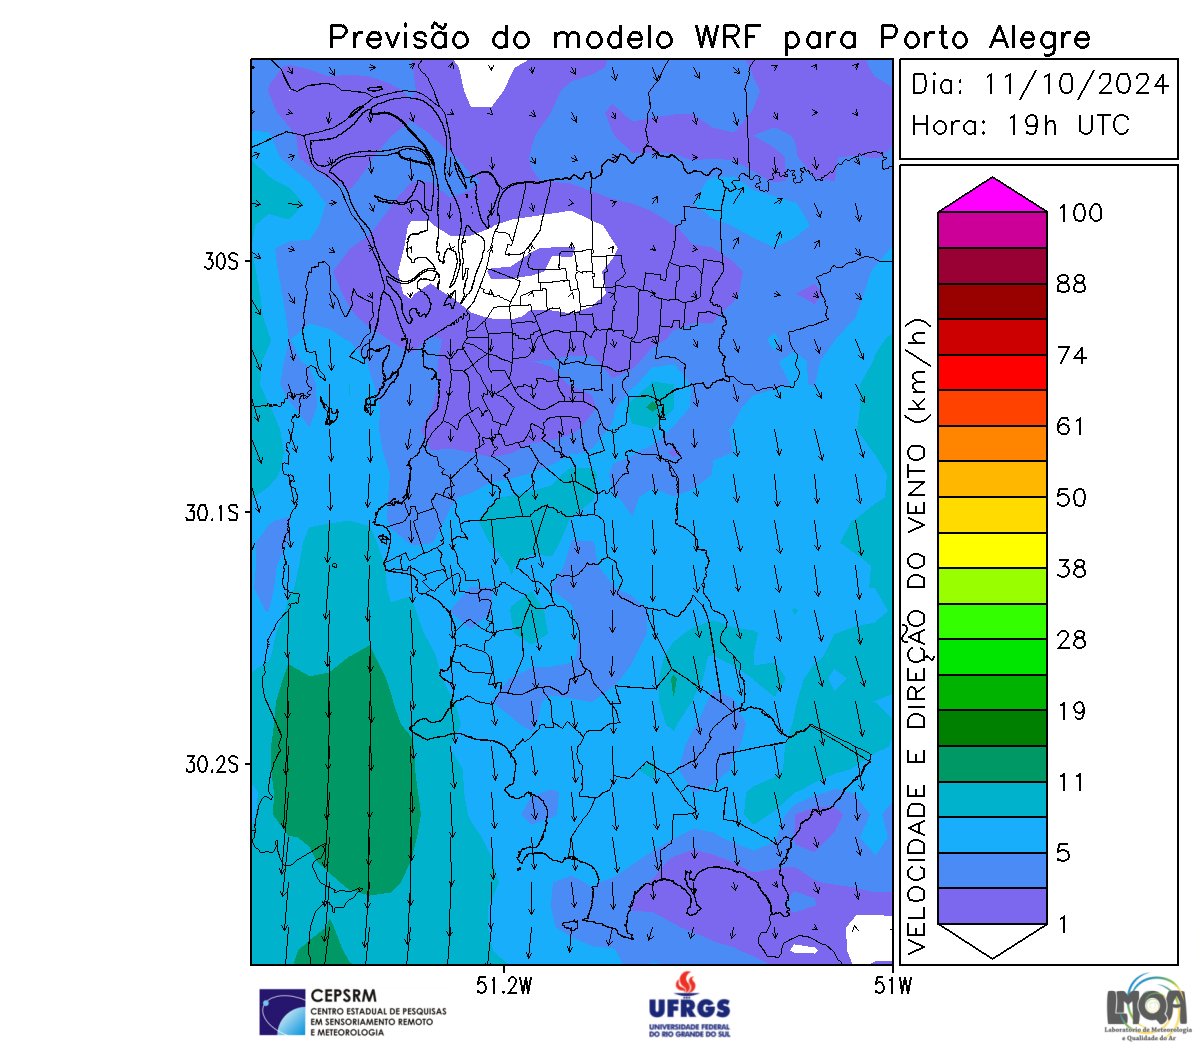 Previsão do modelo WRF para Porto Alegre
Dia: 11/10/2024
Hora: 19h UTC
30S
30.1S
30.2S
51.2W
51W
VELOCIDADE E DIREÇÃO DO VENTO (km/h)
100
88
74
61
50
38
28
19
11
5
1
CEPSRM
CENTRO ESTADUAL DE PESQUISAS
EM SENSORIAMENTO REMOTO
E METEOROLOGIA
UFRGS
UNIVERSIDADE FEDERAL
DO RIO GRANDE DO SUL
LMQA
Laboratório de Meteorologia
e Qualidade do Ar